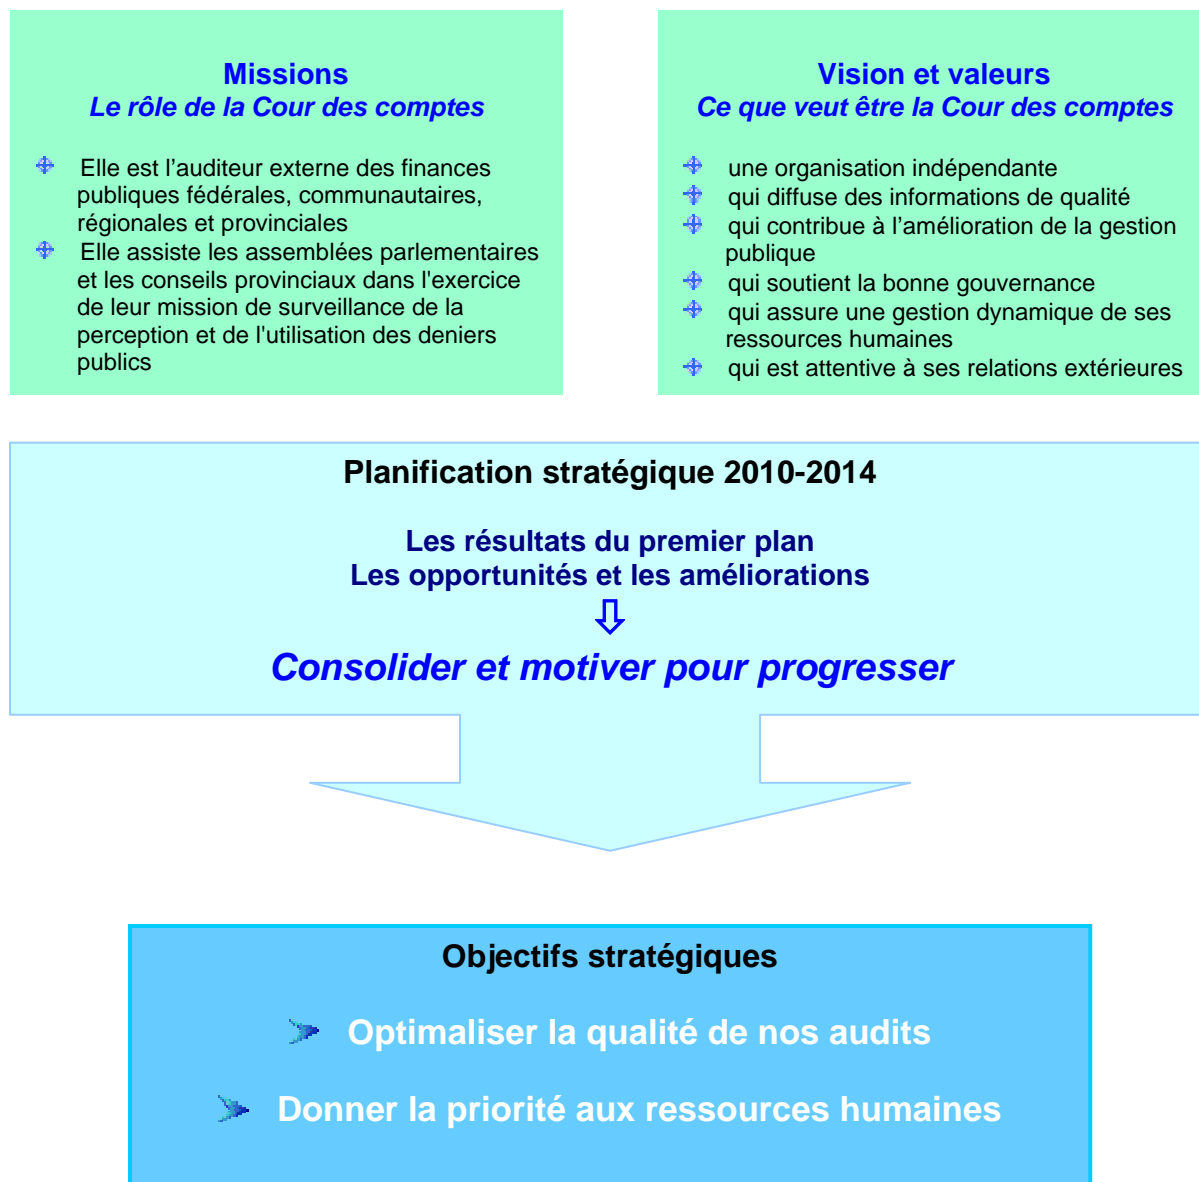 Missions
Le rôle de la Cour des comptes
Elle est l'auditeur externe des finances
publiques fédérales, communautaires,
régionales et provinciales
Elle assiste les assemblées parlementaires
et les conseils provinciaux dans l'exercice
de leur mission de surveillance de la
perception et de l'utilisation des deniers
publics
Vision et valeurs
Ce que veut être la Cour des comptes
une organisation indépendante
qui diffuse des informations de qualité
qui contribue à l'amélioration de la gestion
publique
qui soutient la bonne gouvernance
qui assure une gestion dynamique de ses
ressources humaines
qui est attentive à ses relations extérieures
Planification stratégique 2010-2014
Les résultats du premier plan
Les opportunités et les améliorations
Consolider et motiver pour progresser
Objectifs stratégiques
Optimaliser la qualité de nos audits
Donner la priorité aux ressources humaines